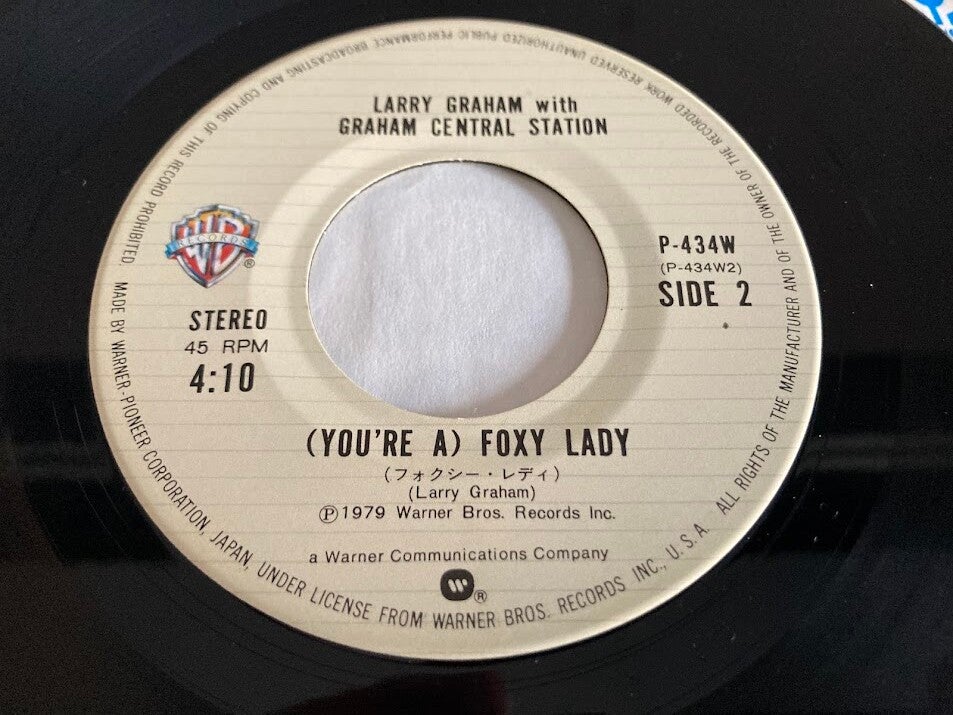 LARRY GRAHAM with
GRAHAM CENTRAL STATION
WB
RECORDS
®
STEREO
45 RPM
4:10
P-434W
(P-434W2)
SIDE 2
(YOU'RE A) FOXY LADY
(フォクシー・レディ)
(Larry Graham)
Ⓟ1979 Warner Bros. Records Inc.
a Warner Communications Company
®
MADE BY WARNER-PIONEER CORPORATION, JAPAN, UNDER LICENSE FROM WARNER BROS. RECORDS INC., U.S.A. ALL RIGHTS OF THE MANUFACTURER AND OF THE OWNER OF THE RECORDED WORK RESERVED UNAUTHORIZED PUBLIC PERFORMANCE BROADCASTING AND COPYING OF THIS RECORD PROHIBITED.